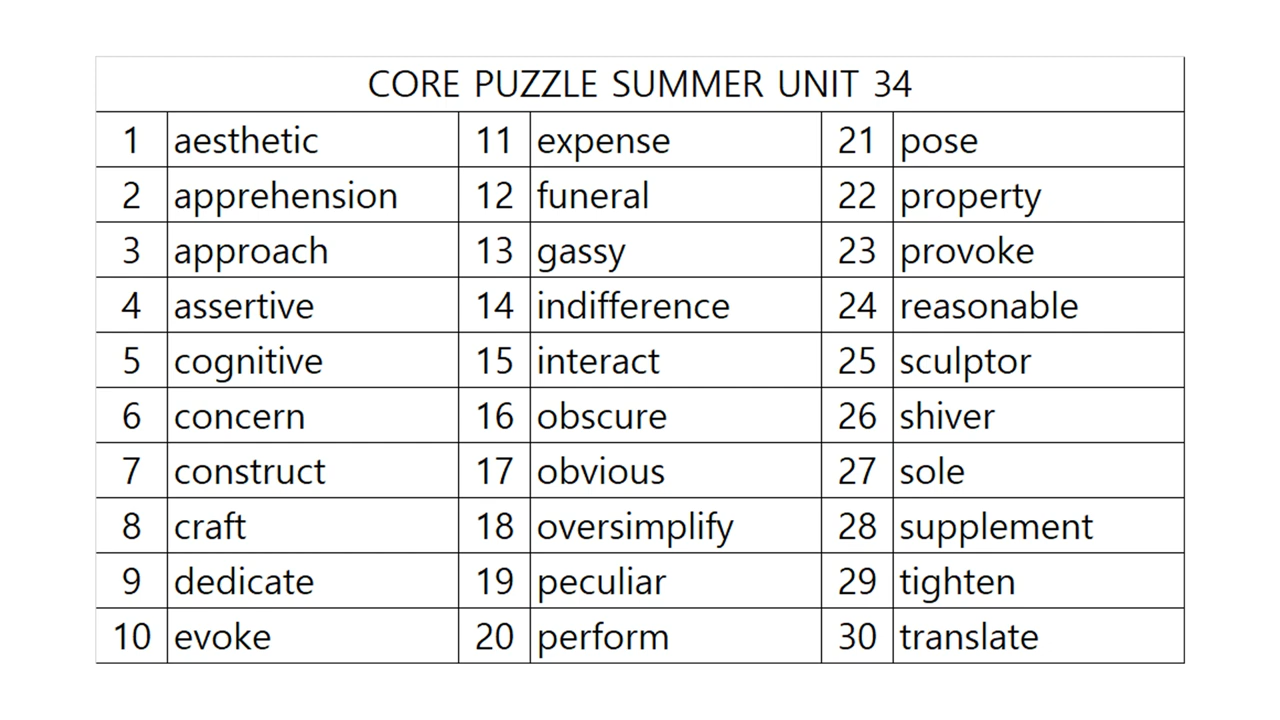 CORE PUZZLE SUMMER UNIT 34
1 aesthetic 11 expense 21 pose
2 apprehension 12 funeral 22 property
3 approach 13 gassy 23 provoke
4 assertive 14 indifference 24 reasonable
5 cognitive 15 interact 25 sculptor
6 concern 16 obscure 26 shiver
7 construct 17 obvious 27 sole
8 craft 18 oversimplify 28 supplement
9 dedicate 19 peculiar 29 tighten
10 evoke 20 perform 30 translate